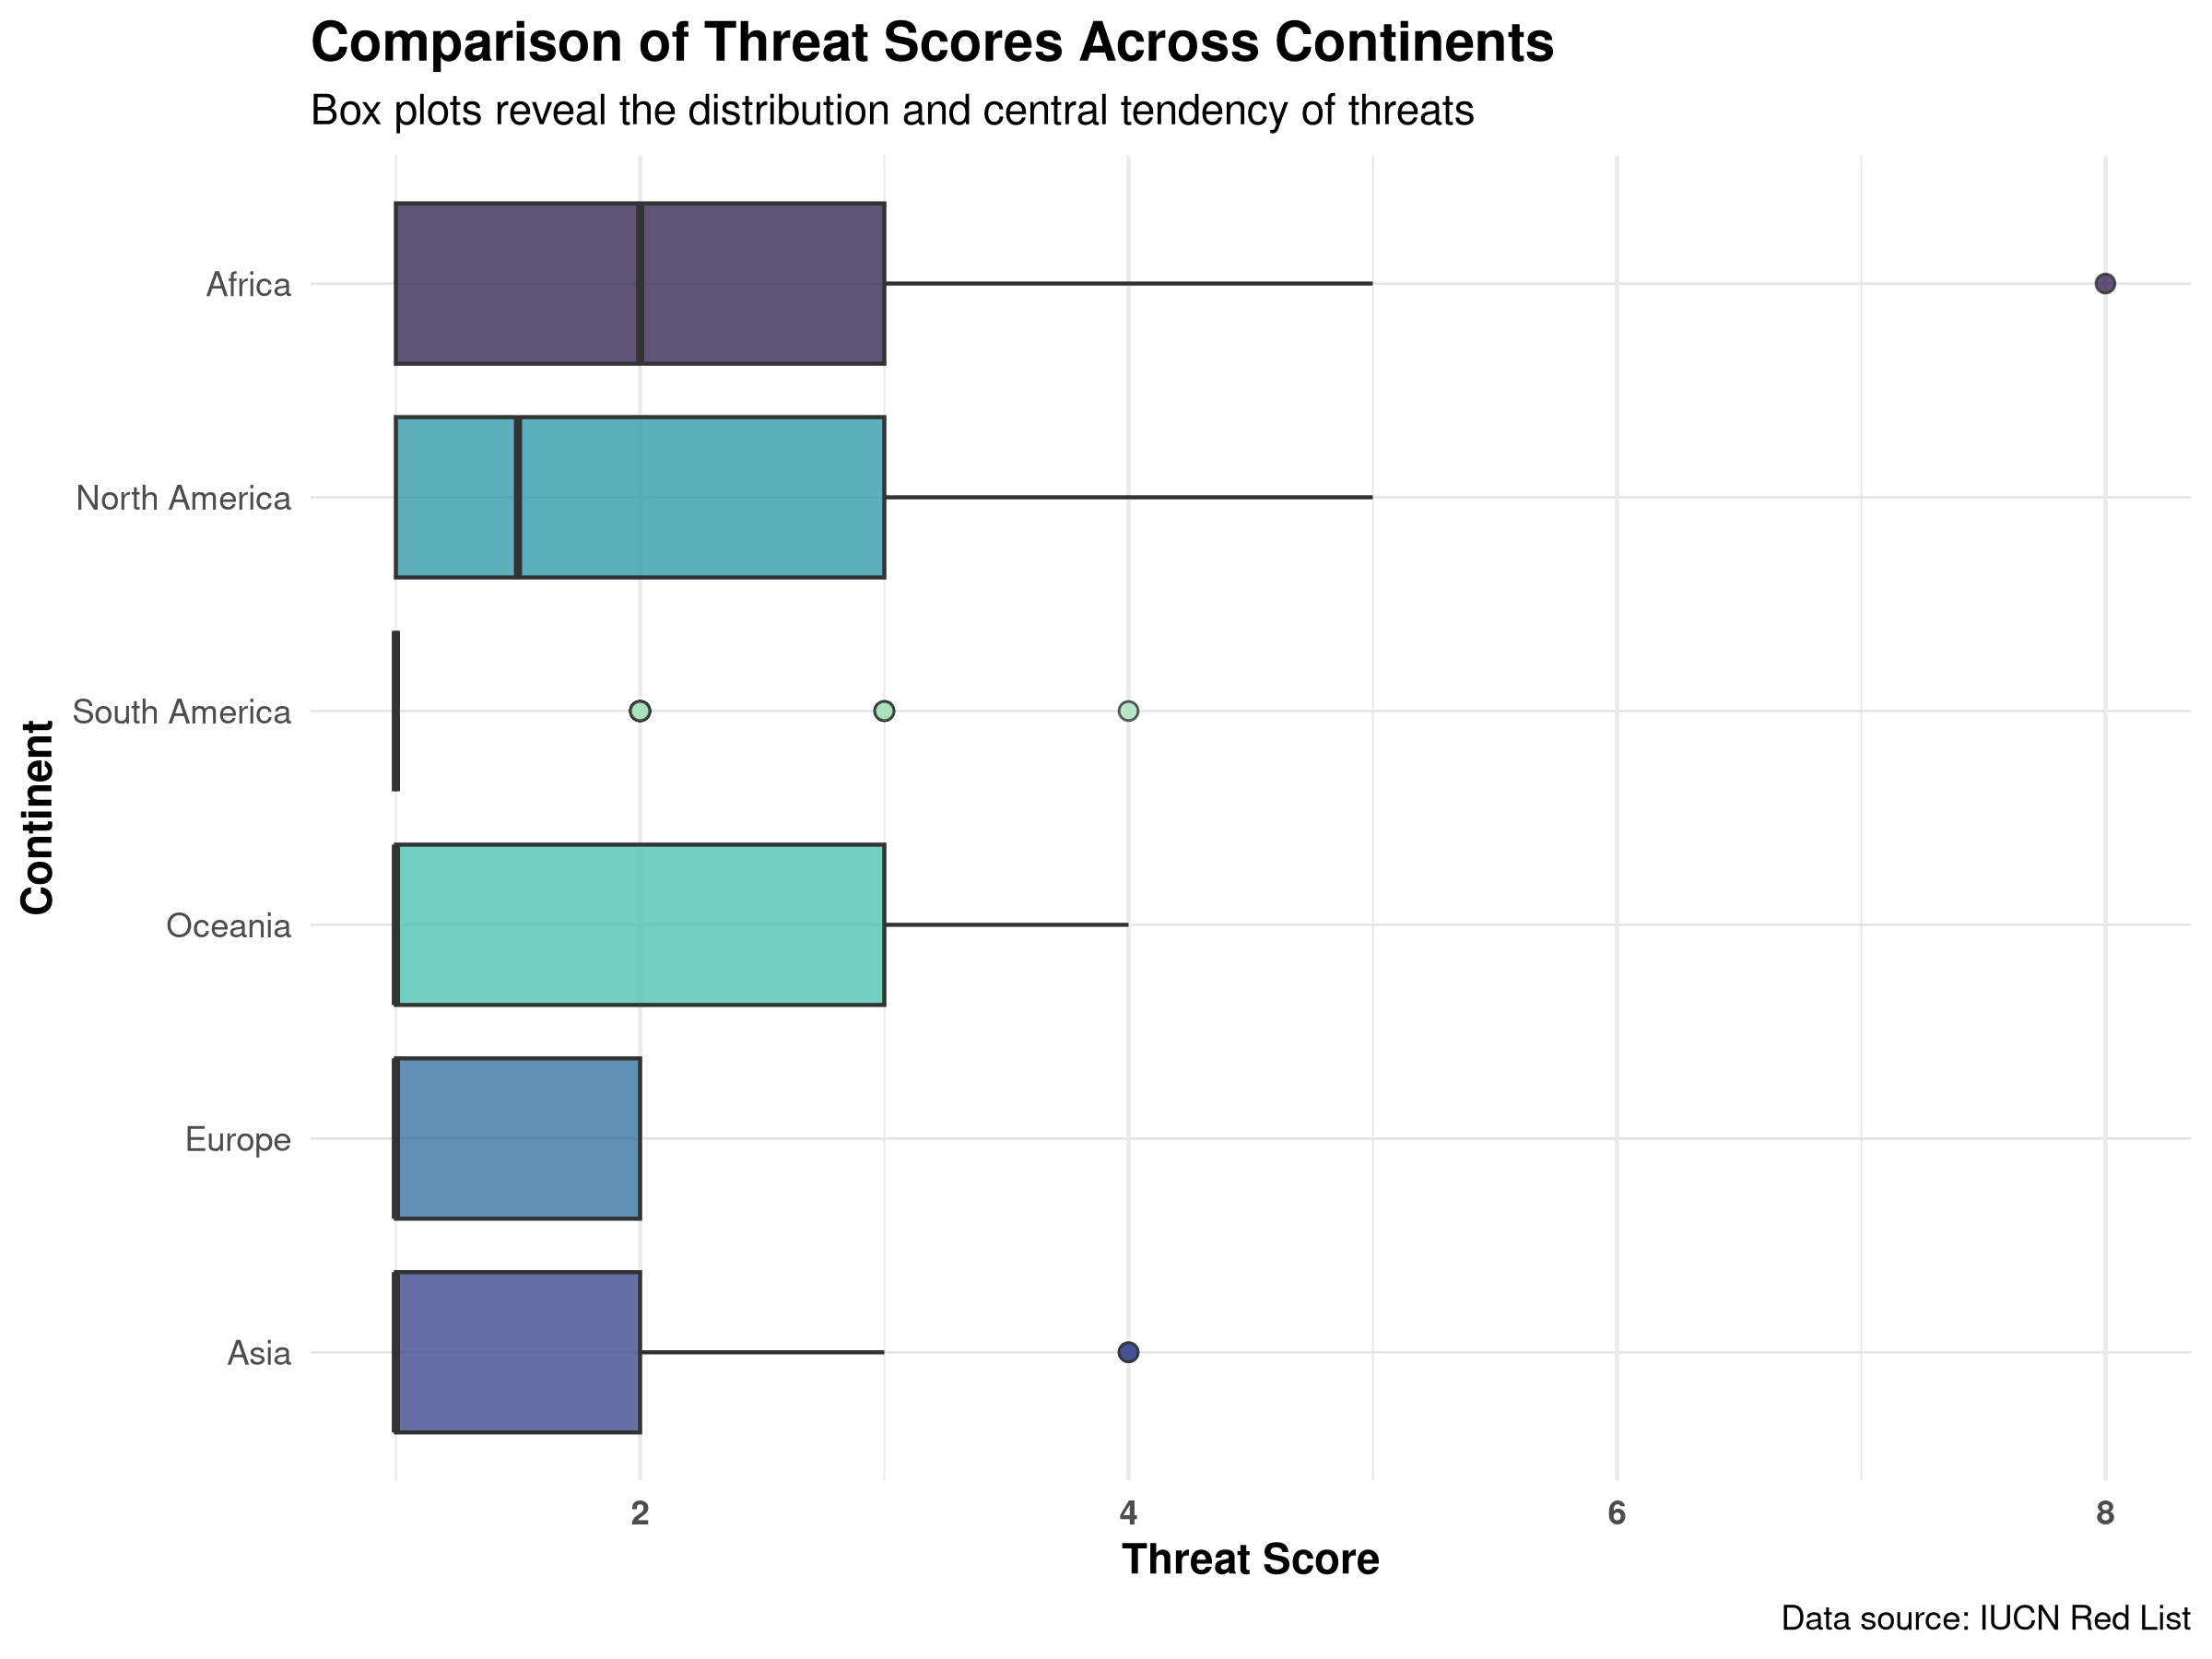 Comparison of Threat Scores Across Continents
Box plots reveal the distribution and central tendency of threats
Continent
Africa
North America
South America
Oceania
Europe
Asia
2 4 6 8
Threat Score
Data source: IUCN Red List